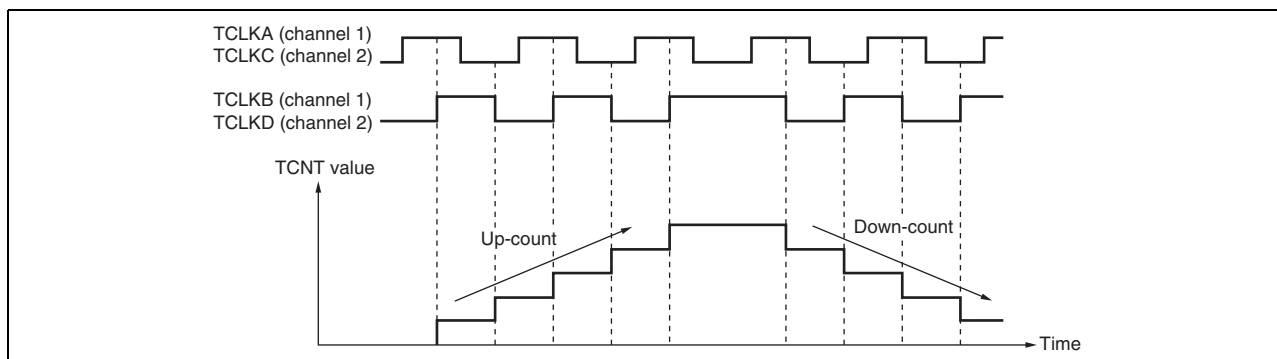 TCLKA (channel 1)
TCLKC (channel 2)
TCLKB (channel 1)
TCLKD (channel 2)
TCNT value
Up-count
Down-count
Time